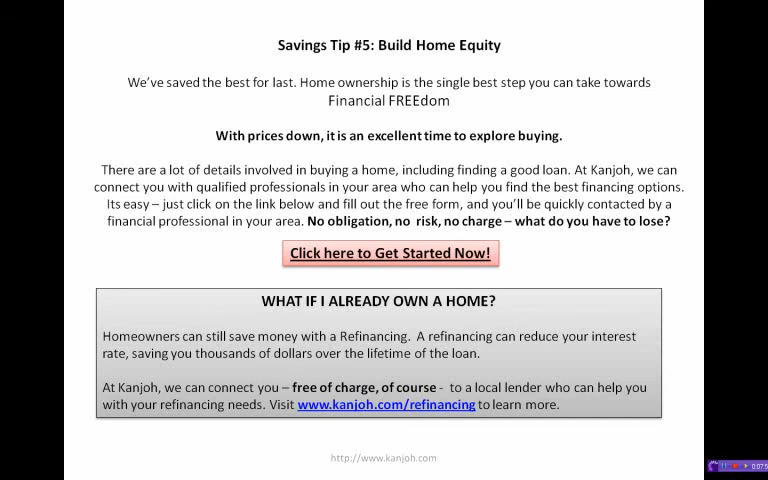 Savings Tip #5: Build Home Equity
We've saved the best for last. Home ownership is the single best step you can take towards
Financial FREEdom
With prices down, it is an excellent time to explore buying.
There are a lot of details involved in buying a home, including finding a good loan. At Kanjoh, we can
connect you with qualified professionals in your area who can help you find the best financing options.
Its easy – just click on the link below and fill out the free form, and you'll be quickly contacted by a
financial professional in your area. No obligation, no risk, no charge – what do you have to lose?
Click here to Get Started Now!
WHAT IF I ALREADY OWN A HOME?
Homeowners can still save money with a Refinancing. A refinancing can reduce your interest
rate, saving you thousands of dollars over the lifetime of the loan.
At Kanjoh, we can connect you – free of charge, of course - to a local lender who can help you
with your refinancing needs. Visit www.kanjoh.com/refinancing to learn more.
http://www.kanjoh.com